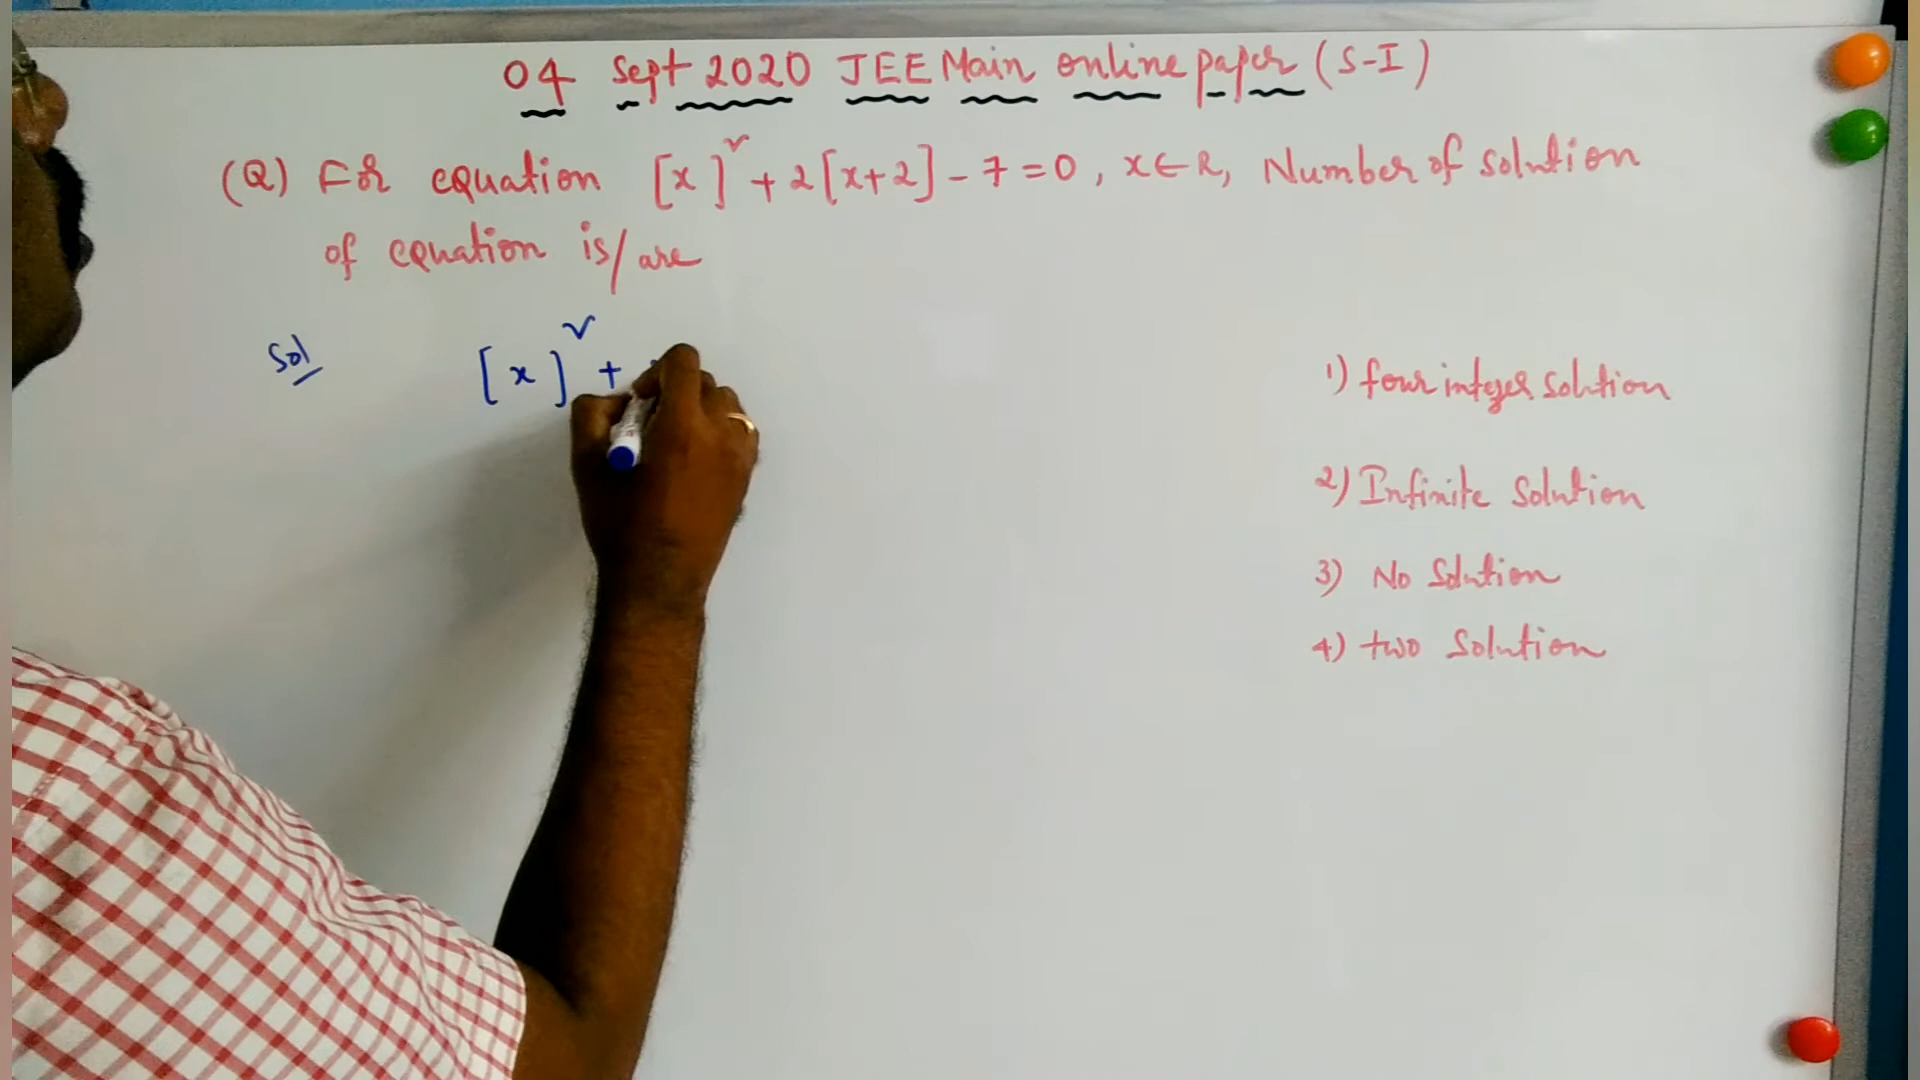 04 Sept 2020 JEE Main online paper (S-I)
(Q) For equation [x]² + 2[x+2] - 7 = 0, x ∈ R, Number of solution
of equation is/are
Sol [x]² +
1) four integer solution
2) Infinite solution
3) No solution
4) two solution